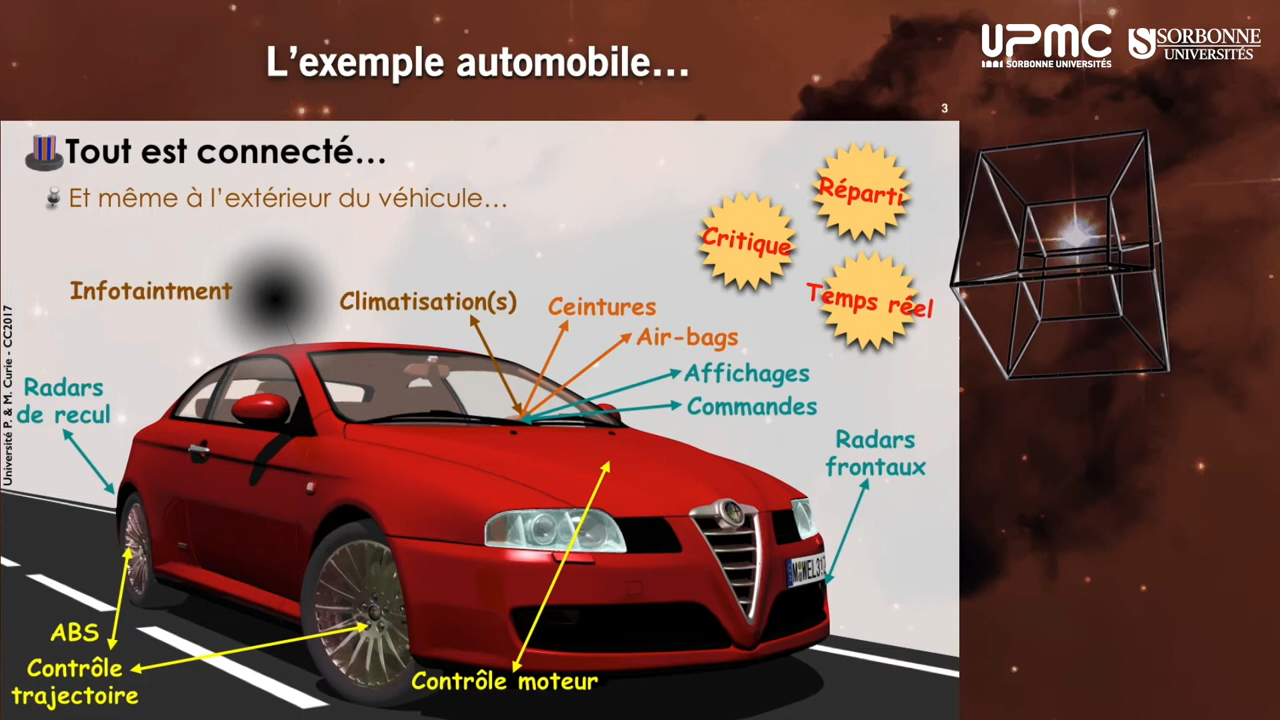 L'exemple automobile...
UPMC
SORBONNE UNIVERSITÉS
SORBONNE
UNIVERSITÉS
3
Tout est connecté...
Et même à l'extérieur du véhicule...
Réparti
Critique
Temps réel
Infotaintment
Climatisation(s)
Ceintures
Air-bags
Affichages
Commandes
Radars
de recul
Radars
frontaux
ABS
Contrôle
trajectoire
Contrôle moteur
Université P. & M. Curie - CC2017